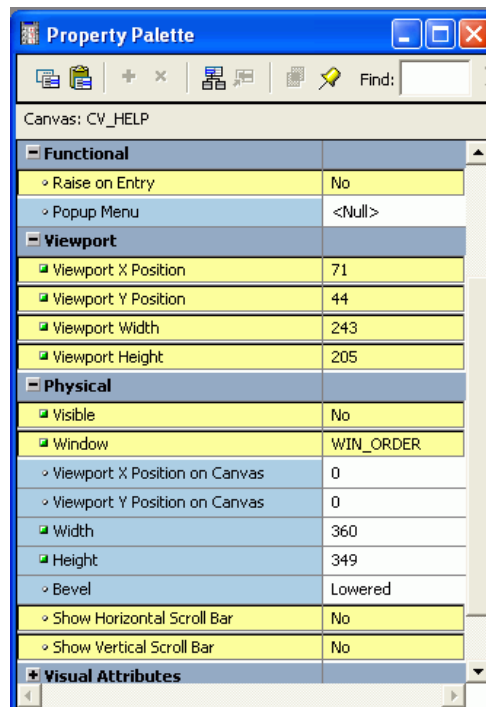 Property Palette
Find:
Canvas: CV_HELP
Functional
Raise on Entry No
Popup Menu <Null>
Viewport
Viewport X Position 71
Viewport Y Position 44
Viewport Width 243
Viewport Height 205
Physical
Visible No
Window WIN_ORDER
Viewport X Position on Canvas 0
Viewport Y Position on Canvas 0
Width 360
Height 349
Bevel Lowered
Show Horizontal Scroll Bar No
Show Vertical Scroll Bar No
Visual Attributes